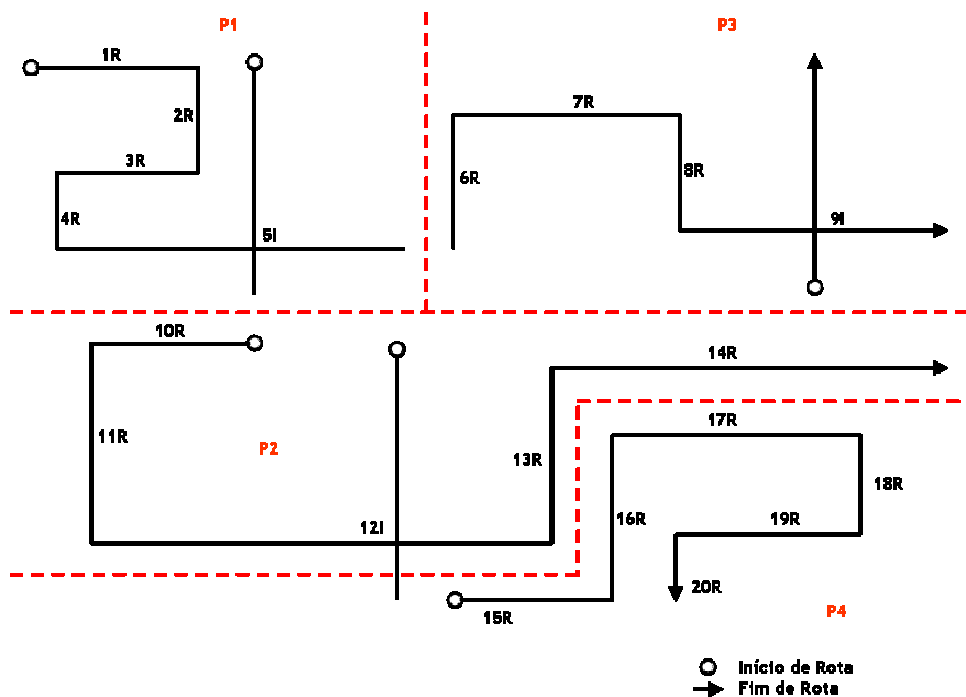 P1
P3
1R
2R
3R
4R
5I
7R
6R
8R
9I
10R
11R
P2
12I
13R
14R
17R
16R
18R
19R
20R
15R
P4
Início de Rota
Fim de Rota